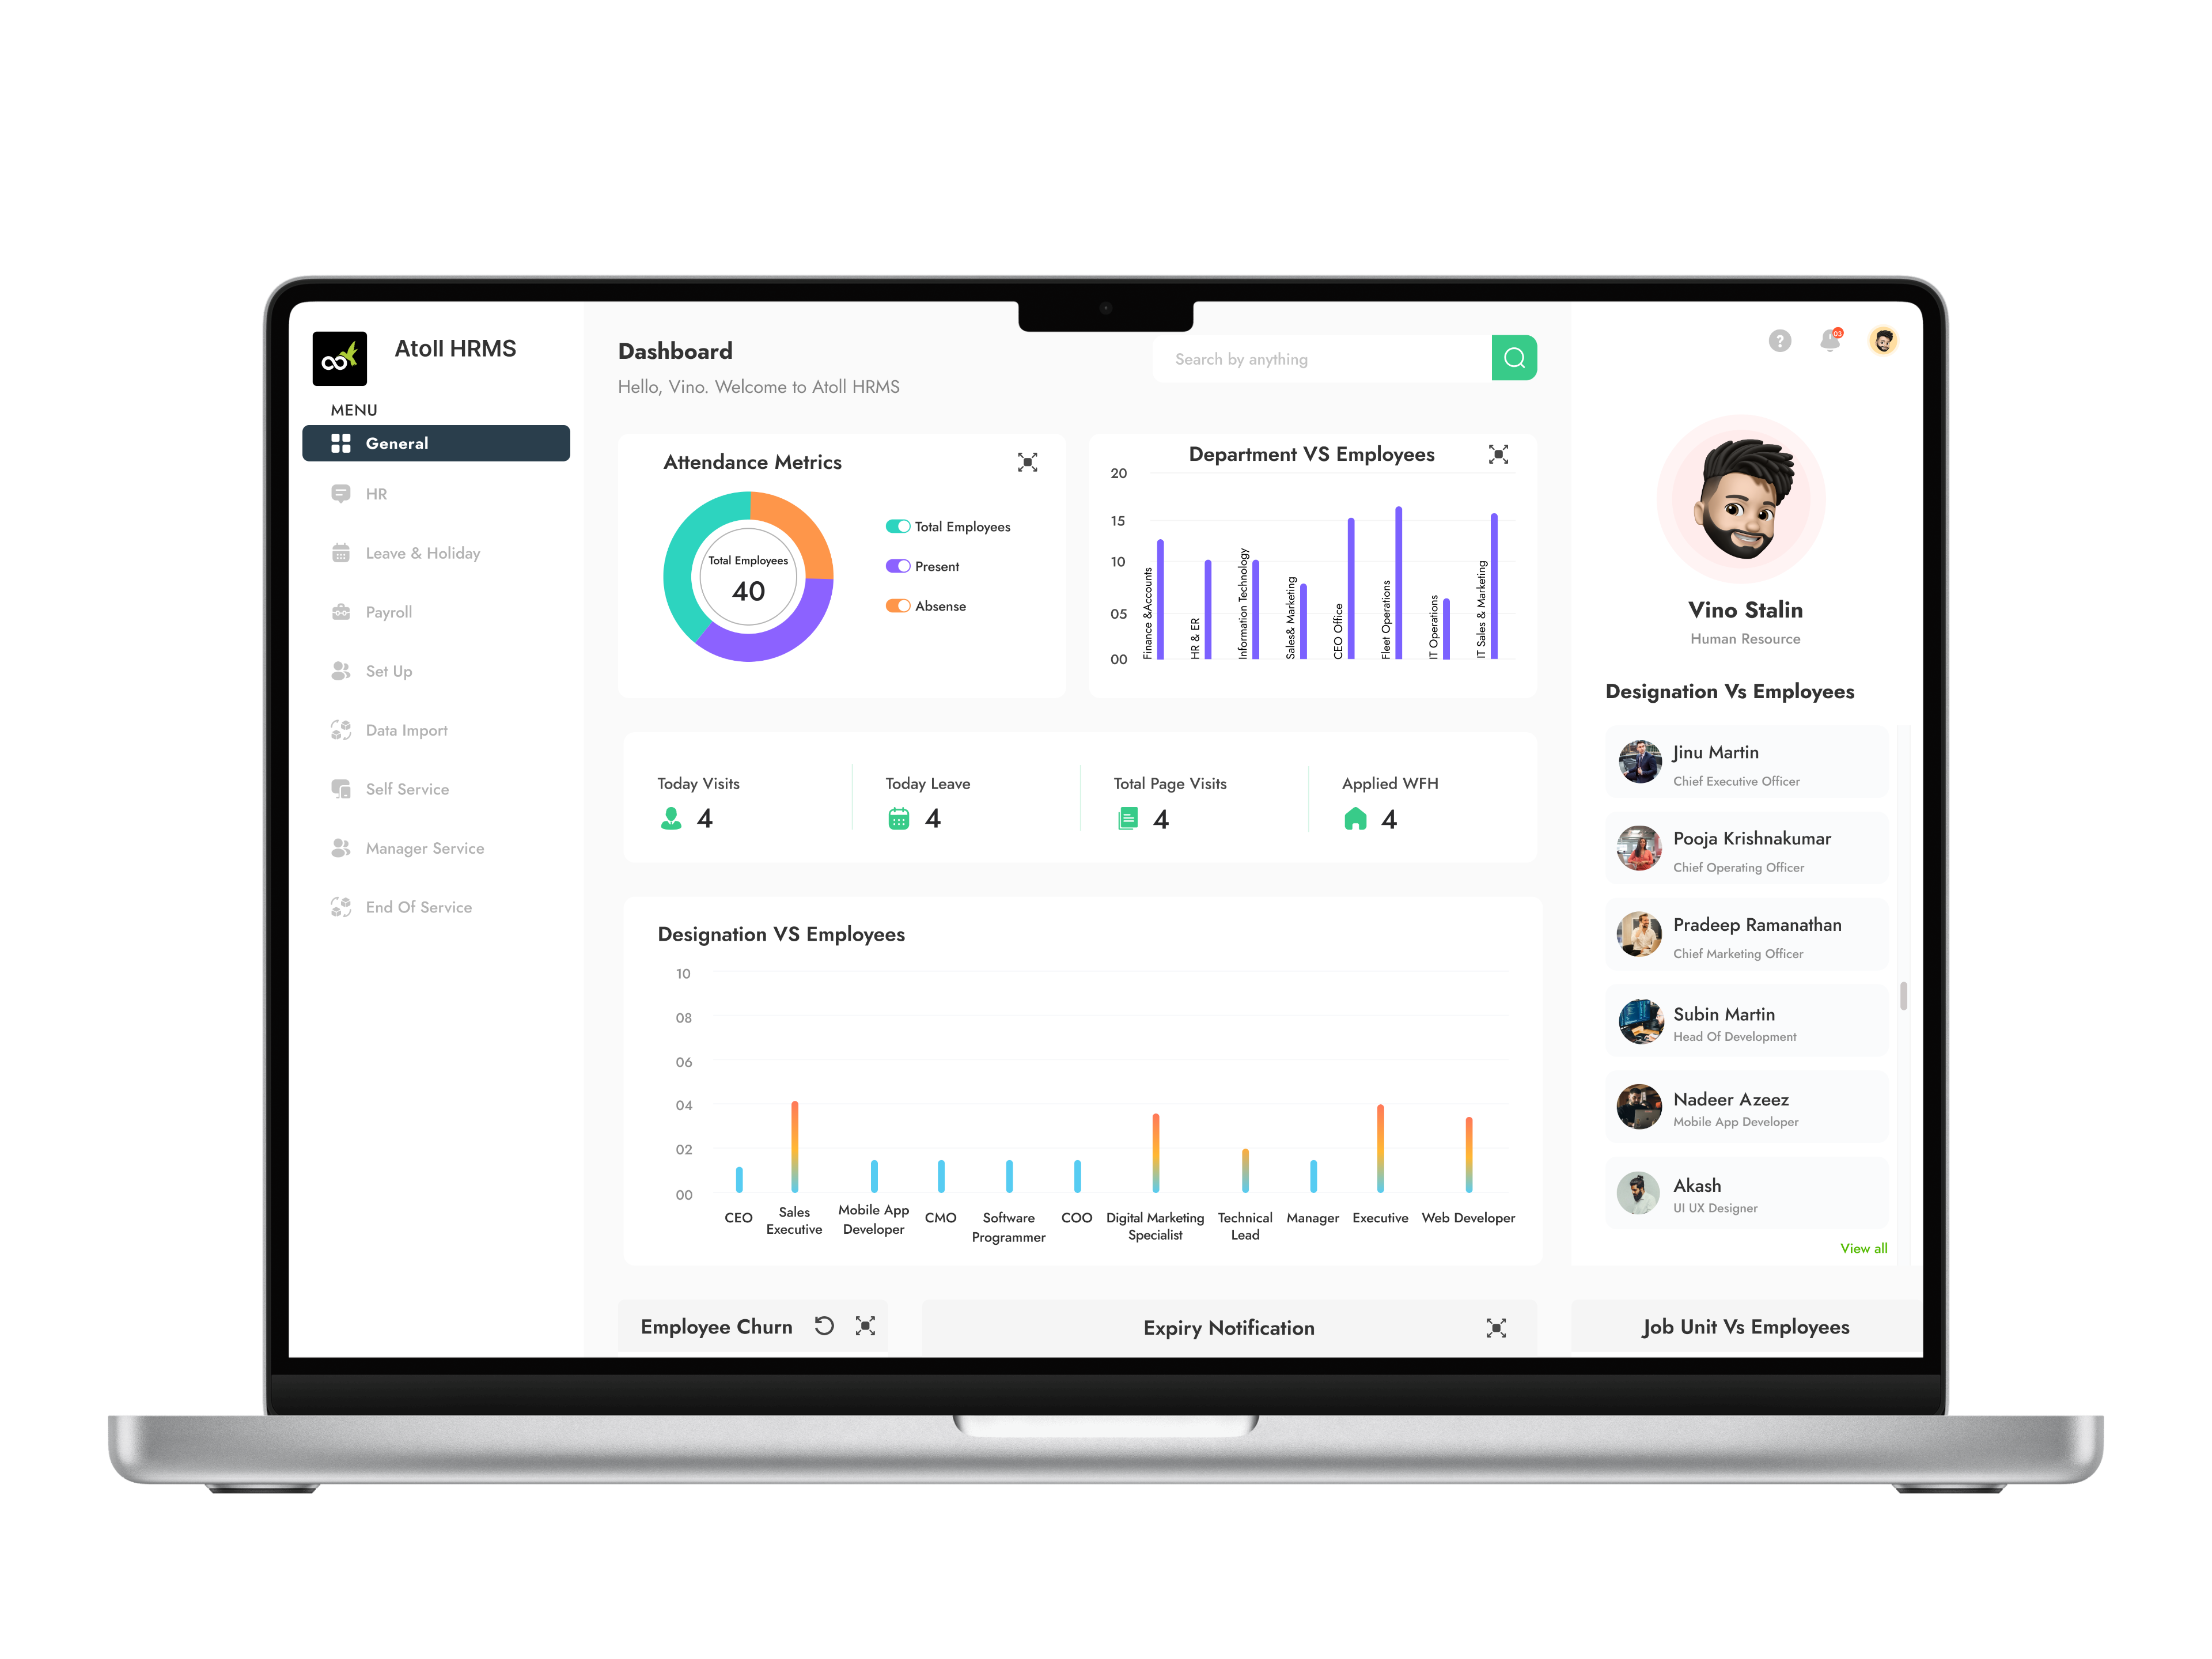 Atoll HRMS
MENU
General
HR
Leave & Holiday
Payroll
Set Up
Data Import
Self Service
Manager Service
End Of Service
Dashboard
Hello, Vino. Welcome to Atoll HRMS
Search by anything
?
03
Attendance Metrics
Total Employees
40
Total Employees
Present
Absense
Department VS Employees
20
15
10
05
00
Finance &Accounts
HR & ER
Information Technology
Sales& Marketing
CEO Office
Fleet Operations
IT Operations
IT Sales & Marketing
Today Visits
4
Today Leave
4
Total Page Visits
4
Applied WFH
4
Designation VS Employees
10
08
06
04
02
00
CEO
Sales
Executive
Mobile App
Developer
CMO
Software
Programmer
COO
Digital Marketing
Specialist
Technical
Lead
Manager
Executive
Web Developer
Vino Stalin
Human Resource
Designation Vs Employees
Jinu Martin
Chief Executive Officer
Pooja Krishnakumar
Chief Operating Officer
Pradeep Ramanathan
Chief Marketing Officer
Subin Martin
Head Of Development
Nadeer Azeez
Mobile App Developer
Akash
UI UX Designer
View all
Employee Churn
Expiry Notification
Job Unit Vs Employees